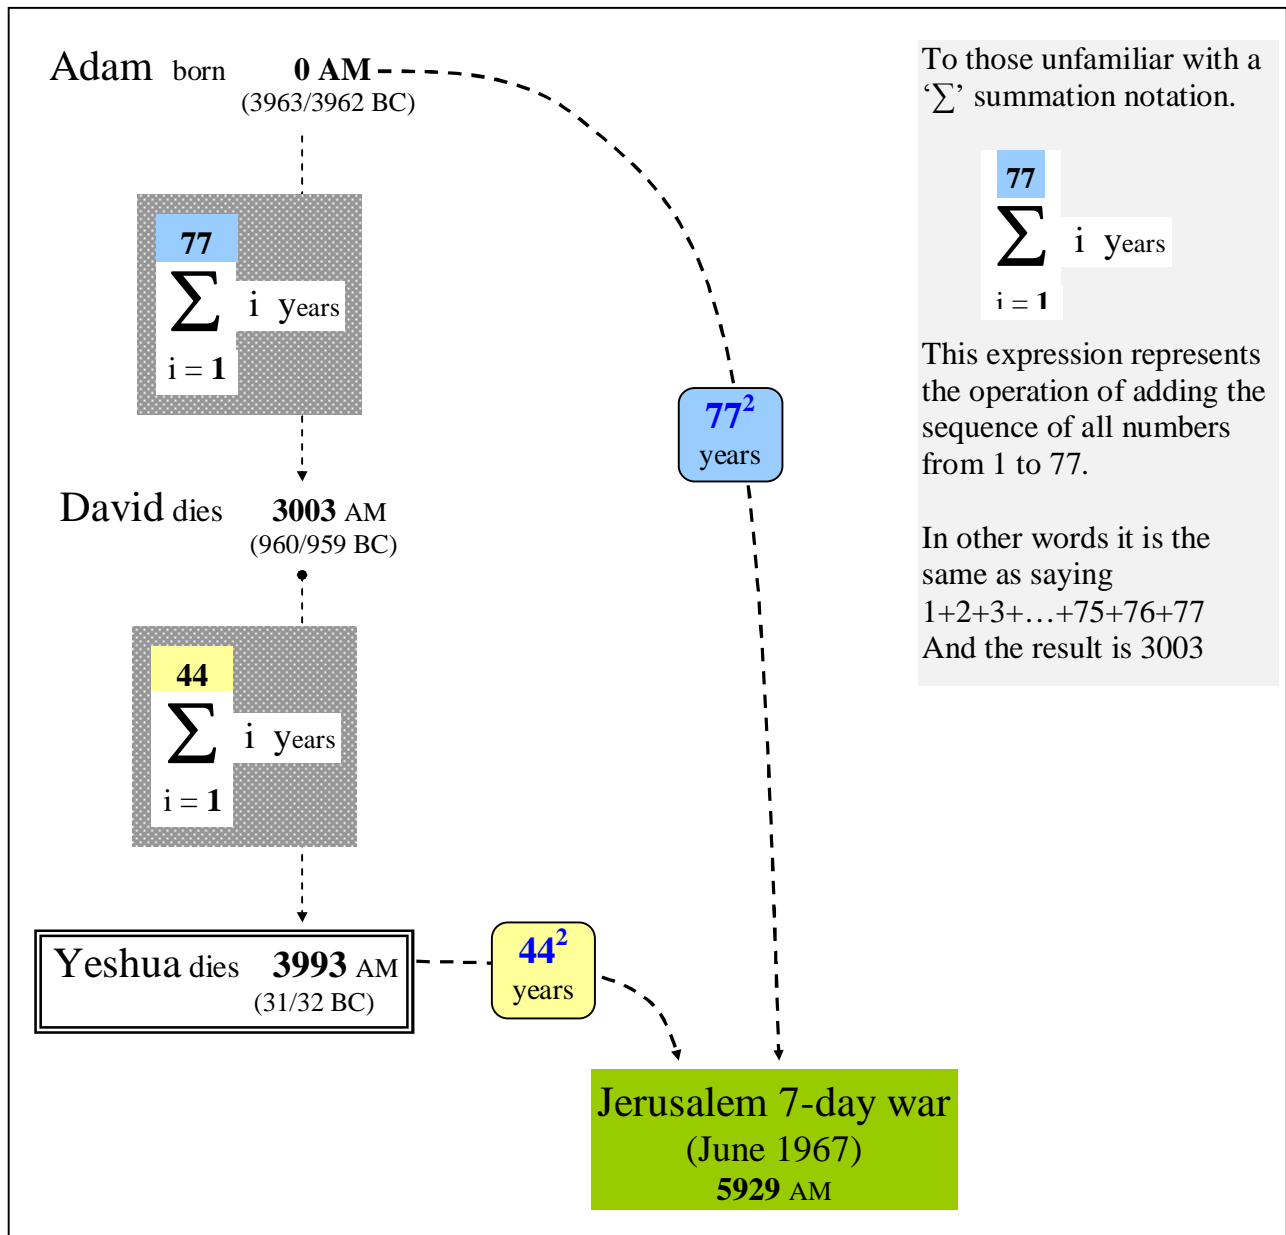 Adam born 0 AM
(3963/3962 BC)
77
∑ i years
i = 1
David dies 3003 AM
(960/959 BC)
44
∑ i years
i = 1
Yeshua dies 3993 AM
(31/32 BC)
77²
years
44²
years
Jerusalem 7-day war
(June 1967)
5929 AM
To those unfamiliar with a
‘∑’ summation notation.
77
∑ i years
i = 1
This expression represents
the operation of adding the
sequence of all numbers
from 1 to 77.
In other words it is the
same as saying
1+2+3+…+75+76+77
And the result is 3003